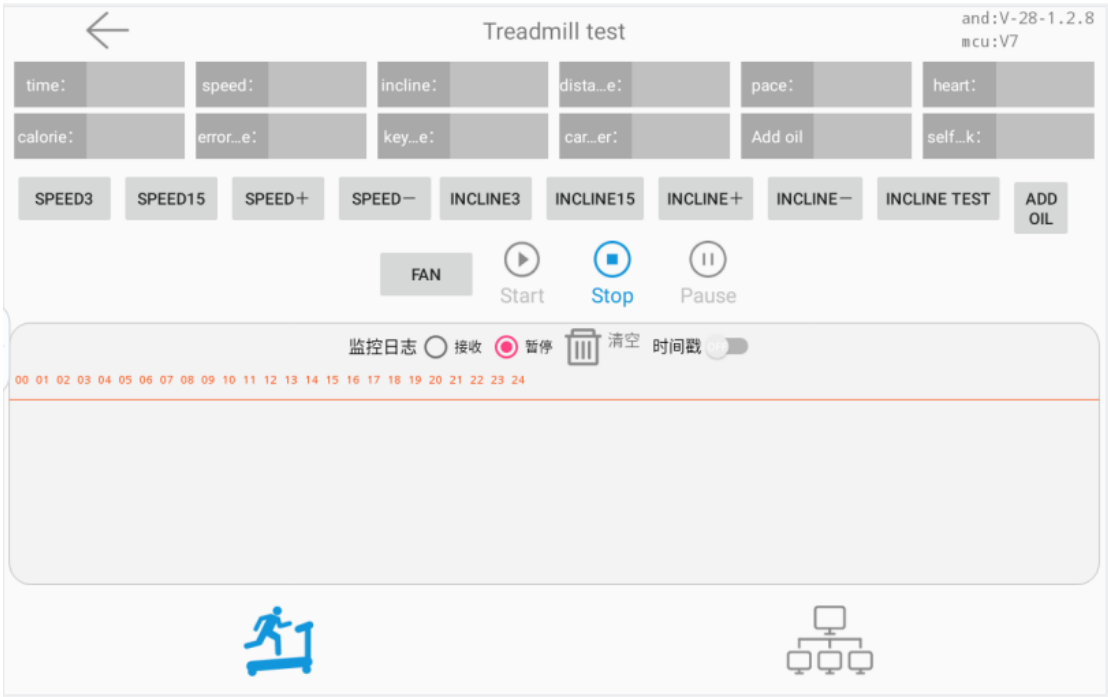 Treadmill test
and:V-28-1.2.8
mcu:V7
time: speed: incline: dista...e: pace: heart:
calorie: error...e: key...e: car...er: Add oil self...k:
SPEED3 SPEED15 SPEED+ SPEED− INCLINE3 INCLINE15 INCLINE+ INCLINE− INCLINE TEST ADD OIL
FAN Start Stop Pause
监控日志 接收 暂停 清空 时间戳 OFF
00 01 02 03 04 05 06 07 08 09 10 11 12 13 14 15 16 17 18 19 20 21 22 23 24